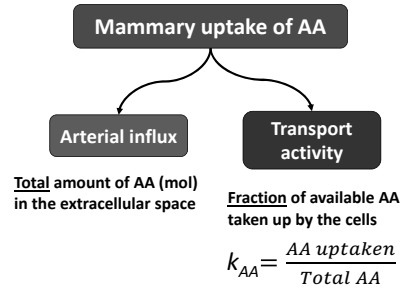 Mammary uptake of AA
Arterial influx
Transport
activity
Total amount of AA (mol)
in the extracellular space
Fraction of available AA
taken up by the cells
k_AA = AA uptaken / Total AA